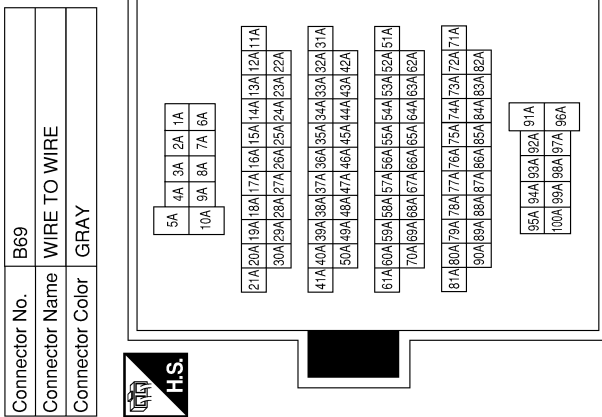 Connector No. B69
Connector Name WIRE TO WIRE
Connector Color GRAY
H.S.
5A 4A 3A 2A 1A
10A 9A 8A 7A 6A
21A 20A 19A 18A 17A 16A 15A 14A 13A 12A 11A
30A 29A 28A 27A 26A 25A 24A 23A 22A
41A 40A 39A 38A 37A 36A 35A 34A 33A 32A 31A
50A 49A 48A 47A 46A 45A 44A 43A 42A
61A 60A 59A 58A 57A 56A 55A 54A 53A 52A 51A
70A 69A 68A 67A 66A 65A 64A 63A 62A
81A 80A 79A 78A 77A 76A 75A 74A 73A 72A 71A
90A 89A 88A 87A 86A 85A 84A 83A 82A
95A 94A 93A 92A 91A
100A 99A 98A 97A 96A